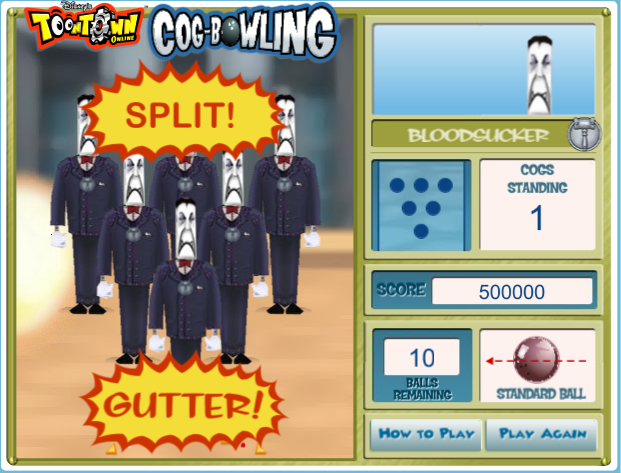 Disney's
TOONTOWN
ONLINE
COG-BOWLING
SPLIT!
GUTTER!
BLOODSUCKER
COGS
STANDING
1
SCORE 500000
10
BALLS
REMAINING
STANDARD BALL
HOW TO PLAY
PLAY AGAIN